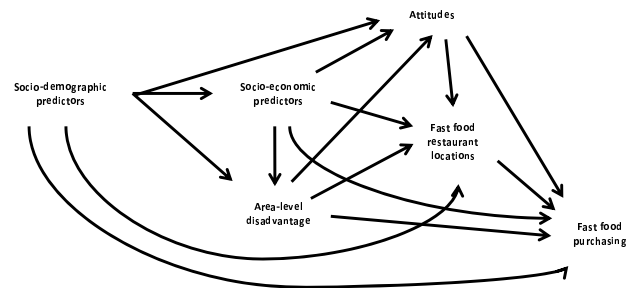 Attitudes
Socio-demographic
predictors
Socio-economic
predictors
Fast food
restaurant
locations
Area-level
disadvantage
Fast food
purchasing